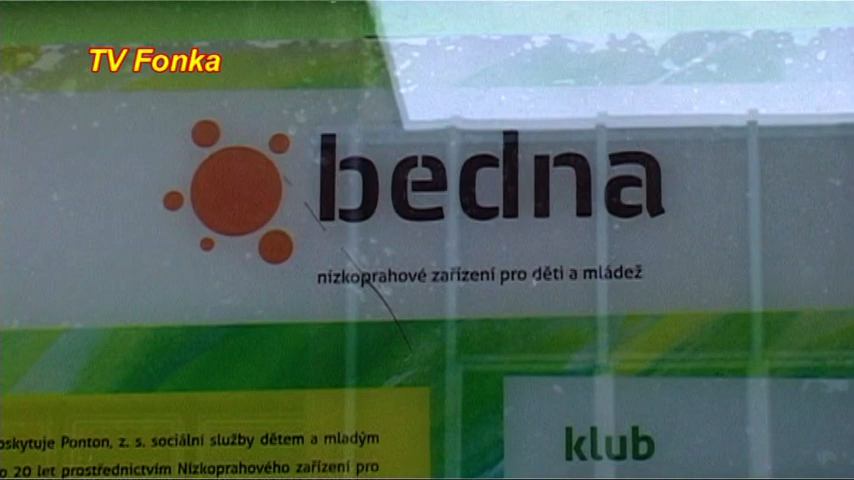 TV Fonka
bedna
nízkoprahové zařízení pro děti a mládež
klub
oskytuje Ponton, z. s. sociální služby dětem a mladým
o 20 let prostřednictvím Nízkoprahového zařízení pro